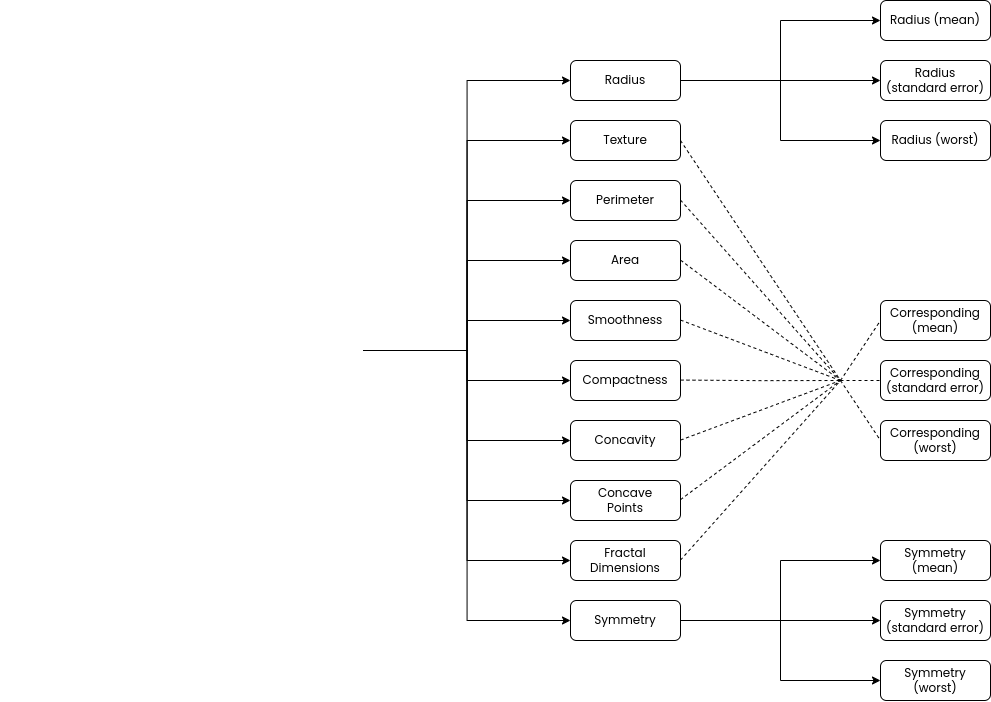 Radius (mean)
Radius
(standard error)
Radius (worst)
Radius
Texture
Perimeter
Area
Smoothness
Compactness
Concavity
Concave
Points
Fractal
Dimensions
Symmetry
Corresponding
(mean)
Corresponding
(standard error)
Corresponding
(worst)
Symmetry
(mean)
Symmetry
(standard error)
Symmetry
(worst)